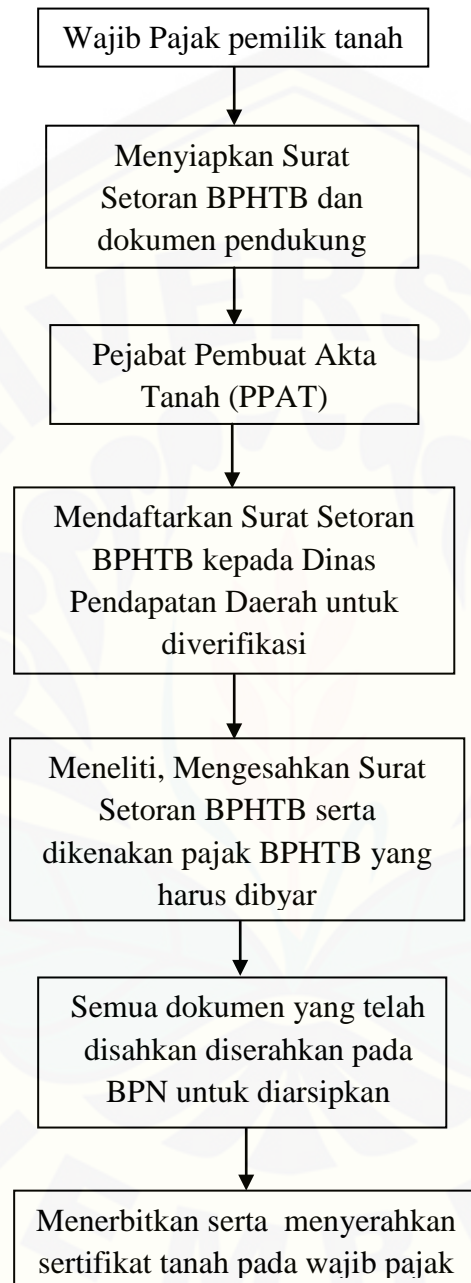 Wajib Pajak pemilik tanah
Menyiapkan Surat
Setoran BPHTB dan
dokumen pendukung
Pejabat Pembuat Akta
Tanah (PPAT)
Mendaftarkan Surat Setoran
BPHTB kepada Dinas
Pendapatan Daerah untuk
diverifikasi
Meneliti, Mengesahkan Surat
Setoran BPHTB serta
dikenakan pajak BPHTB yang
harus dibyar
Semua dokumen yang telah
disahkan diserahkan pada
BPN untuk diarsipkan
Menerbitkan serta menyerahkan
sertifikat tanah pada wajib pajak